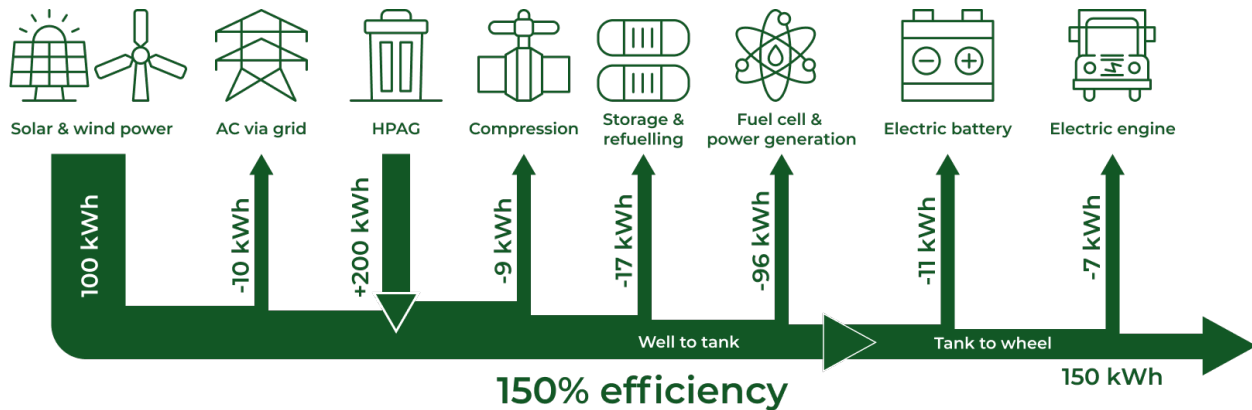 Solar & wind power
AC via grid
HPAG
Compression
Storage &
refuelling
Fuel cell &
power generation
Electric battery
Electric engine
100 kWh
-10 kWh
+200 kWh
-9 kWh
-17 kWh
-96 kWh
-11 kWh
-7 kWh
Well to tank
Tank to wheel
150 kWh
150% efficiency